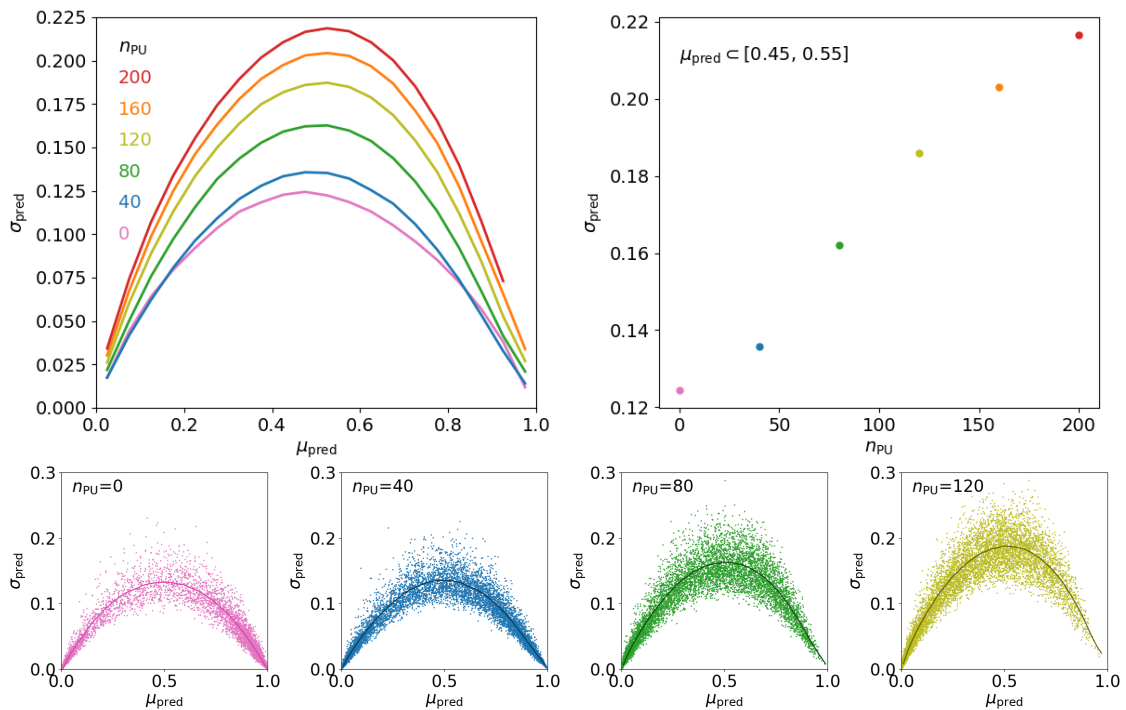 0.225
0.200
0.175
0.150
0.125
0.100
0.075
0.050
0.025
0.000
σpred
nPU
200
160
120
80
40
0
0.0 0.2 0.4 0.6 0.8 1.0
μpred
0.22
0.20
0.18
0.16
0.14
0.12
σpred
μpred ⊂ [0.45, 0.55]
0 50 100 150 200
nPU
0.3
0.2
0.1
0.0
σpred
nPU=0
0.0 0.5 1.0
μpred
0.3
0.2
0.1
0.0
σpred
nPU=40
0.0 0.5 1.0
μpred
0.3
0.2
0.1
0.0
σpred
nPU=80
0.0 0.5 1.0
μpred
0.3
0.2
0.1
0.0
σpred
nPU=120
0.0 0.5 1.0
μpred